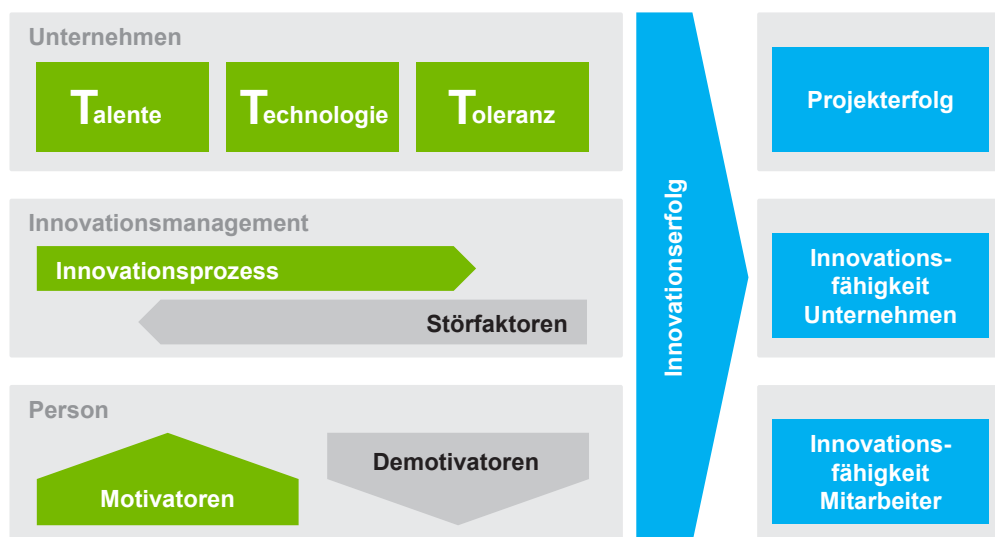 Unternehmen
Talente
Technologie
Toleranz
Innovationsmanagement
Innovationsprozess
Störfaktoren
Person
Motivatoren
Demotivatoren
Innovationserfolg
Projekterfolg
Innovations-
fähigkeit
Unternehmen
Innovations-
fähigkeit
Mitarbeiter